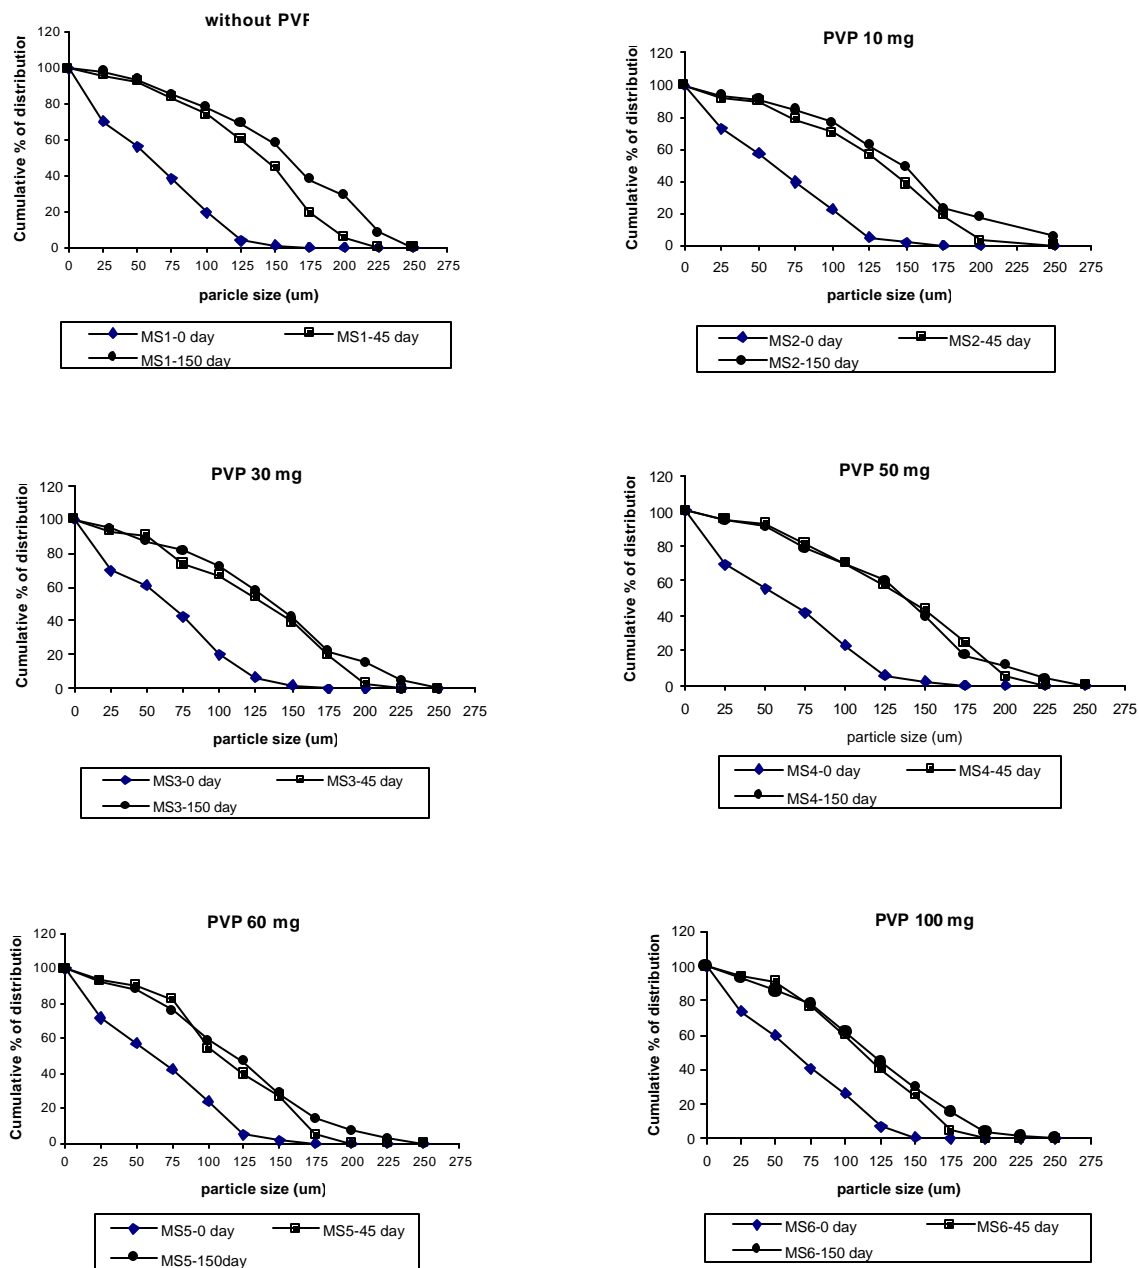 without PVP
Cumulative % of distribution
120
100
80
60
40
20
0
0 25 50 75 100 125 150 175 200 225 250 275
paricle size (um)
MS1-0 day MS1-45 day
MS1-150 day
PVP 10 mg
Cumulative % of distribution
120
100
80
60
40
20
0
0 25 50 75 100 125 150 175 200 225 250 275
particle size (um)
MS2-0 day MS2-45 day
MS2-150 day
PVP 30 mg
Cumulative % of distribution
120
100
80
60
40
20
0
0 25 50 75 100 125 150 175 200 225 250 275
particle size (um)
MS3-0 day MS3-45 day
MS3-150 day
PVP 50 mg
Cumulative % of distribution
120
100
80
60
40
20
0
0 25 50 75 100 125 150 175 200 225 250 275
particle size (um)
MS4-0 day MS4-45 day
MS4-150 day
PVP 60 mg
Cumulative % of distribution
120
100
80
60
40
20
0
0 25 50 75 100 125 150 175 200 225 250 275
particle size (um)
MS5-0 day MS5-45 day
MS5-150day
PVP 100 mg
Cumulative % of distribution
120
100
80
60
40
20
0
0 25 50 75 100 125 150 175 200 225 250 275
particle size (um)
MS6-0 day MS6-45 day
MS6-150 day